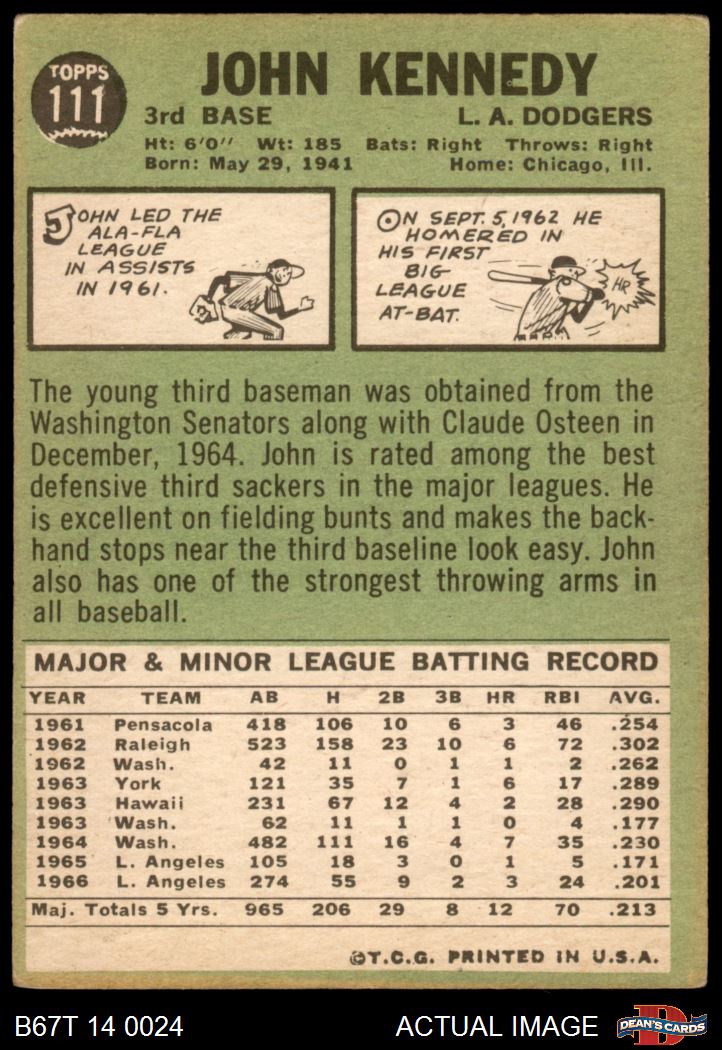 TOPPS
111
JOHN KENNEDY
3rd BASE L. A. DODGERS
Ht: 6'0" Wt: 185 Bats: Right Throws: Right
Born: May 29, 1941 Home: Chicago, Ill.
JOHN LED THE
ALA-FLA
LEAGUE
IN ASSISTS
IN 1961.
ON SEPT. 5, 1962 HE
HOMERED IN
HIS FIRST
BIG-
LEAGUE
AT-BAT.
HR
The young third baseman was obtained from the
Washington Senators along with Claude Osteen in
December, 1964. John is rated among the best
defensive third sackers in the major leagues. He
is excellent on fielding bunts and makes the back-
hand stops near the third baseline look easy. John
also has one of the strongest throwing arms in
all baseball.
MAJOR & MINOR LEAGUE BATTING RECORD
YEAR TEAM AB H 2B 3B HR RBI AVG.
1961 Pensacola 418 106 10 6 3 46 .254
1962 Raleigh 523 158 23 10 6 72 .302
1962 Wash. 42 11 0 1 1 2 .262
1963 York 121 35 7 1 6 17 .289
1963 Hawaii 231 67 12 4 2 28 .290
1963 Wash. 62 11 1 1 0 4 .177
1964 Wash. 482 111 16 4 7 35 .230
1965 L. Angeles 105 18 3 0 1 5 .171
1966 L. Angeles 274 55 9 2 3 24 .201
Maj. Totals 5 Yrs. 965 206 29 8 12 70 .213
©T.C.G. PRINTED IN U.S.A.
B67T 14 0024 ACTUAL IMAGE
D
DEAN'S CARDS